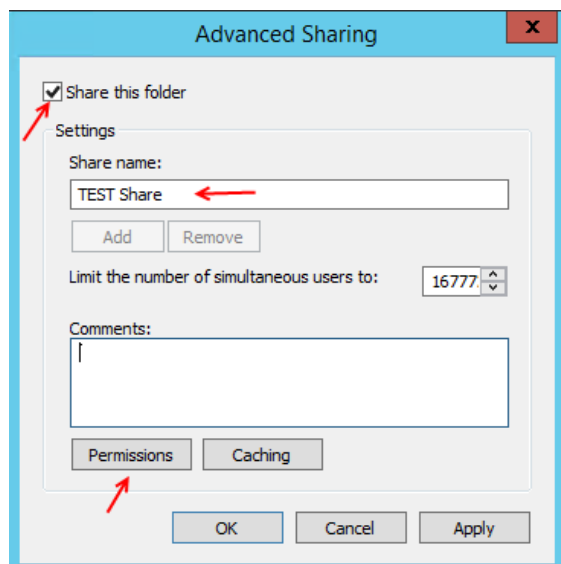 Advanced Sharing
x
Share this folder
Settings
Share name:
TEST Share
Add Remove
Limit the number of simultaneous users to: 16777
Comments:
Permissions Caching
OK Cancel Apply